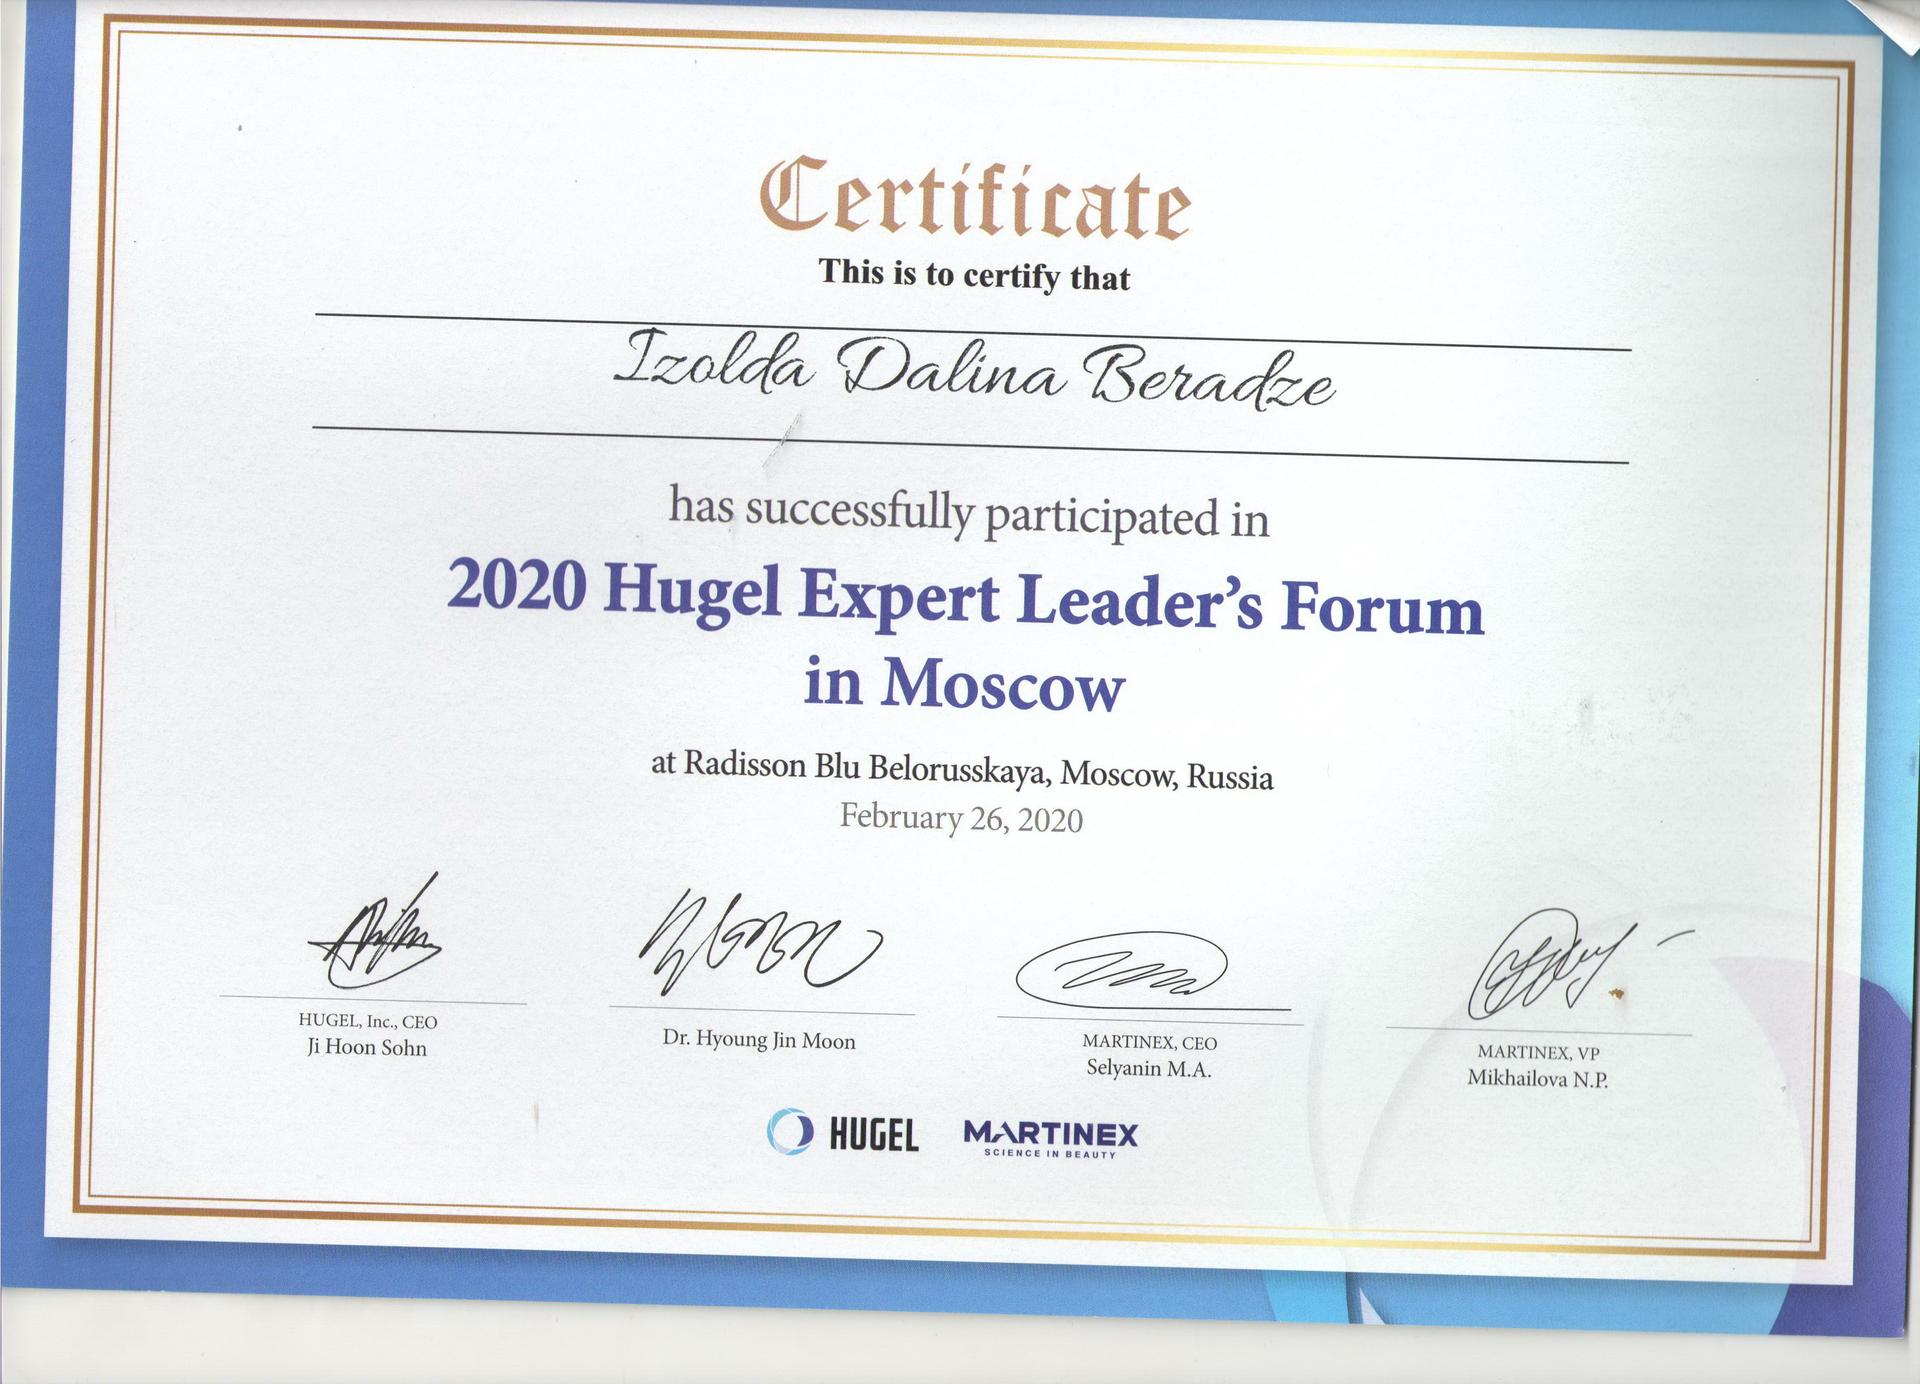 Certificate
This is to certify that
Izolda Dalina Beradze
has successfully participated in
2020 Hugel Expert Leader’s Forum
in Moscow
at Radisson Blu Belorusskaya, Moscow, Russia
February 26, 2020
HUGEL, Inc., CEO
Ji Hoon Sohn
Dr. Hyoung Jin Moon
MARTINEX, CEO
Selyanin M.A.
MARTINEX, VP
Mikhailova N.P.
HUGEL
MARTINEX
SCIENCE IN BEAUTY